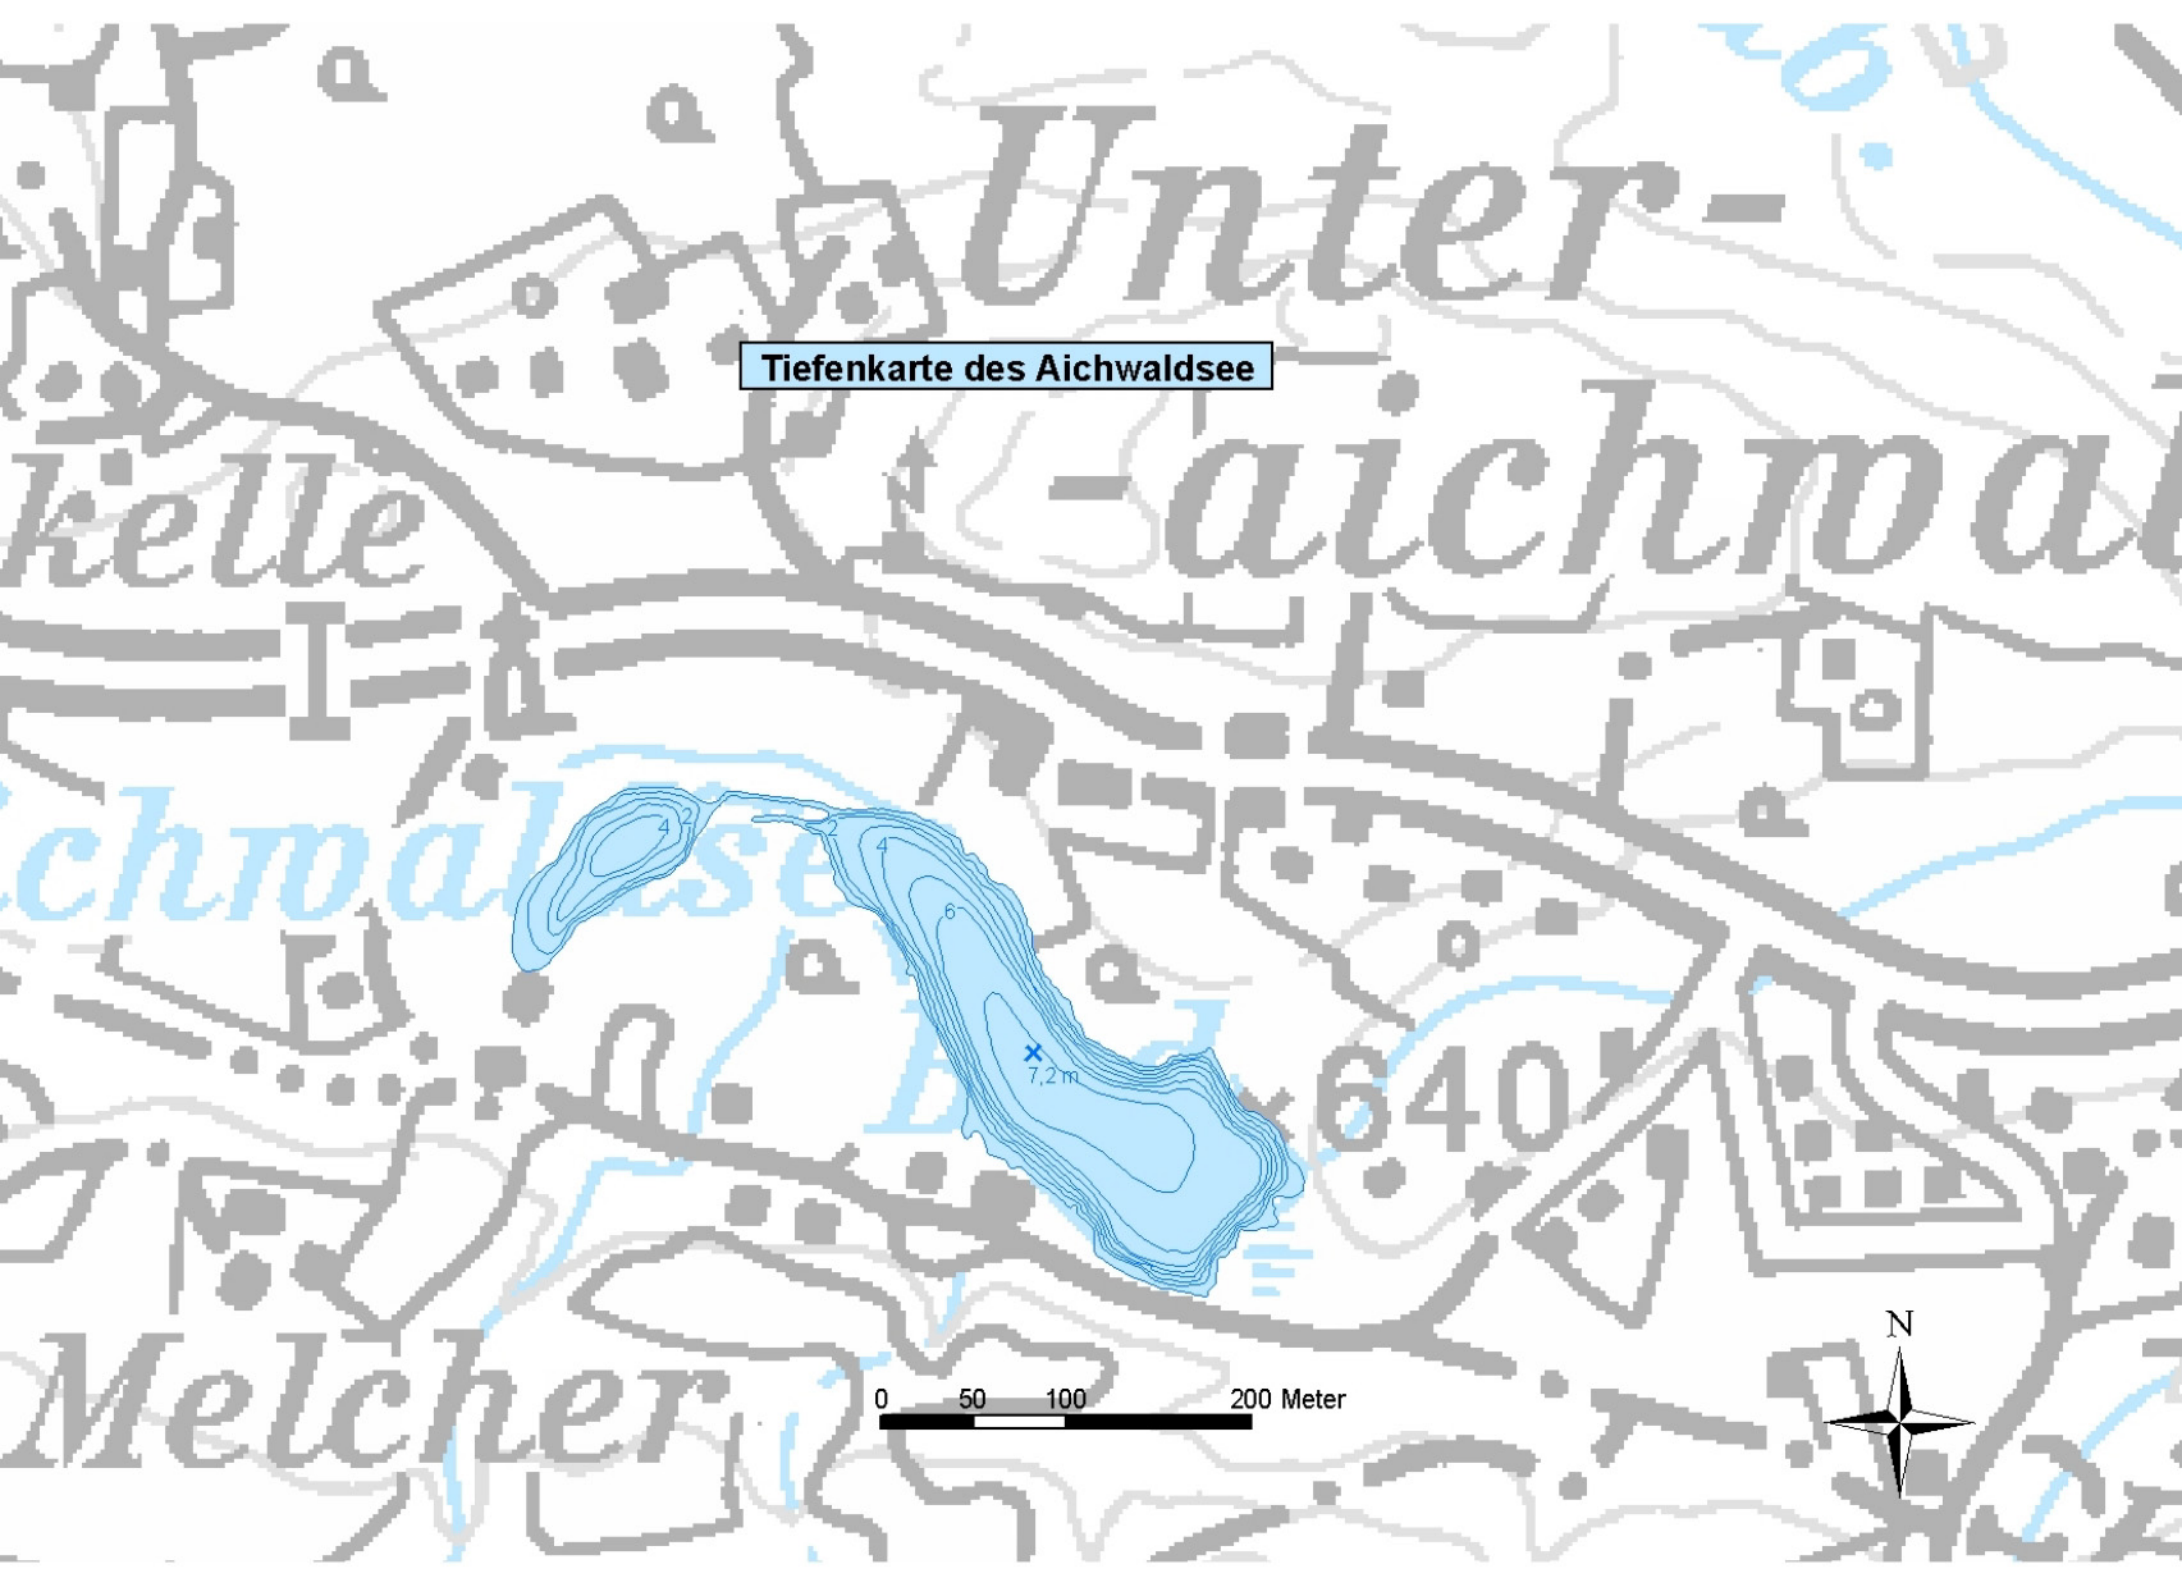 Unter-
Tiefenkarte des Aichwaldsee
aichwal
kelle
chwaldse
2
4
2
4
6
7,2 m
Bad
640
N
Melcher
0 50 100 200 Meter